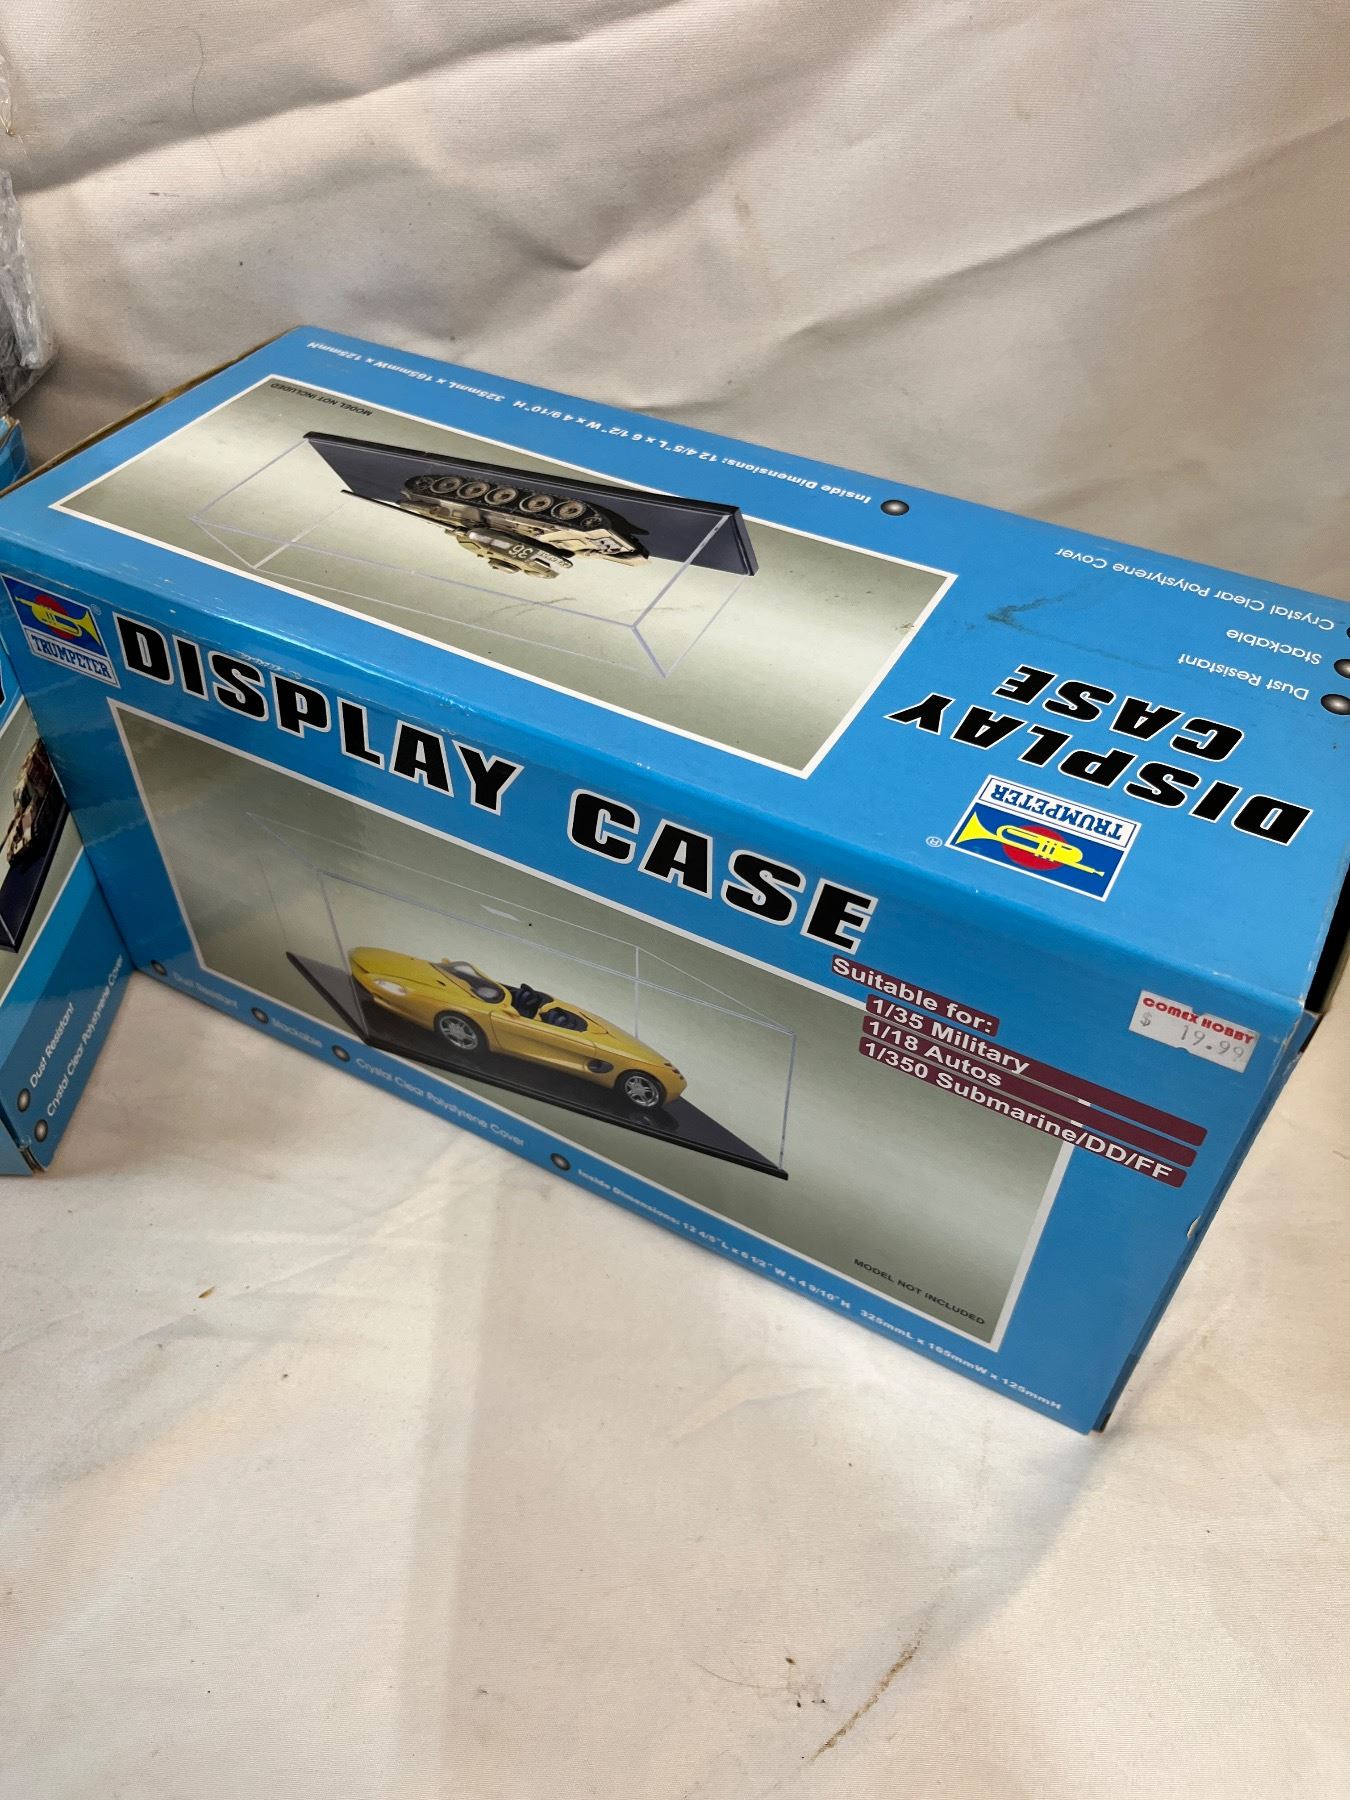 Inside Dimensions: 12 4/5" L x 6 1/2" W x 4 9/10" H 325mmL x 165mmW x 125mmH
MODEL NOT INCLUDED
36
Crystal Clear Polystyrene Cover
Stackable
Dust Resistant
DISPLAY
CASE
TRUMPETER
®
TRUMPETER
®
DISPLAY CASE
Suitable for:
1/35 Military
1/18 Autos
1/350 Submarine/DD/FF
COMEX HOBBY
$ 19.99
MODEL NOT INCLUDED
Dust Resistant
Stackable
Crystal Clear Polystyrene Cover
Inside Dimensions: 12 4/5" L x 6 1/2" W x 4 9/10" H 325mmL x 165mmW x 125mmH
Dust Resistant
Crystal Clear Polystyrene Cover